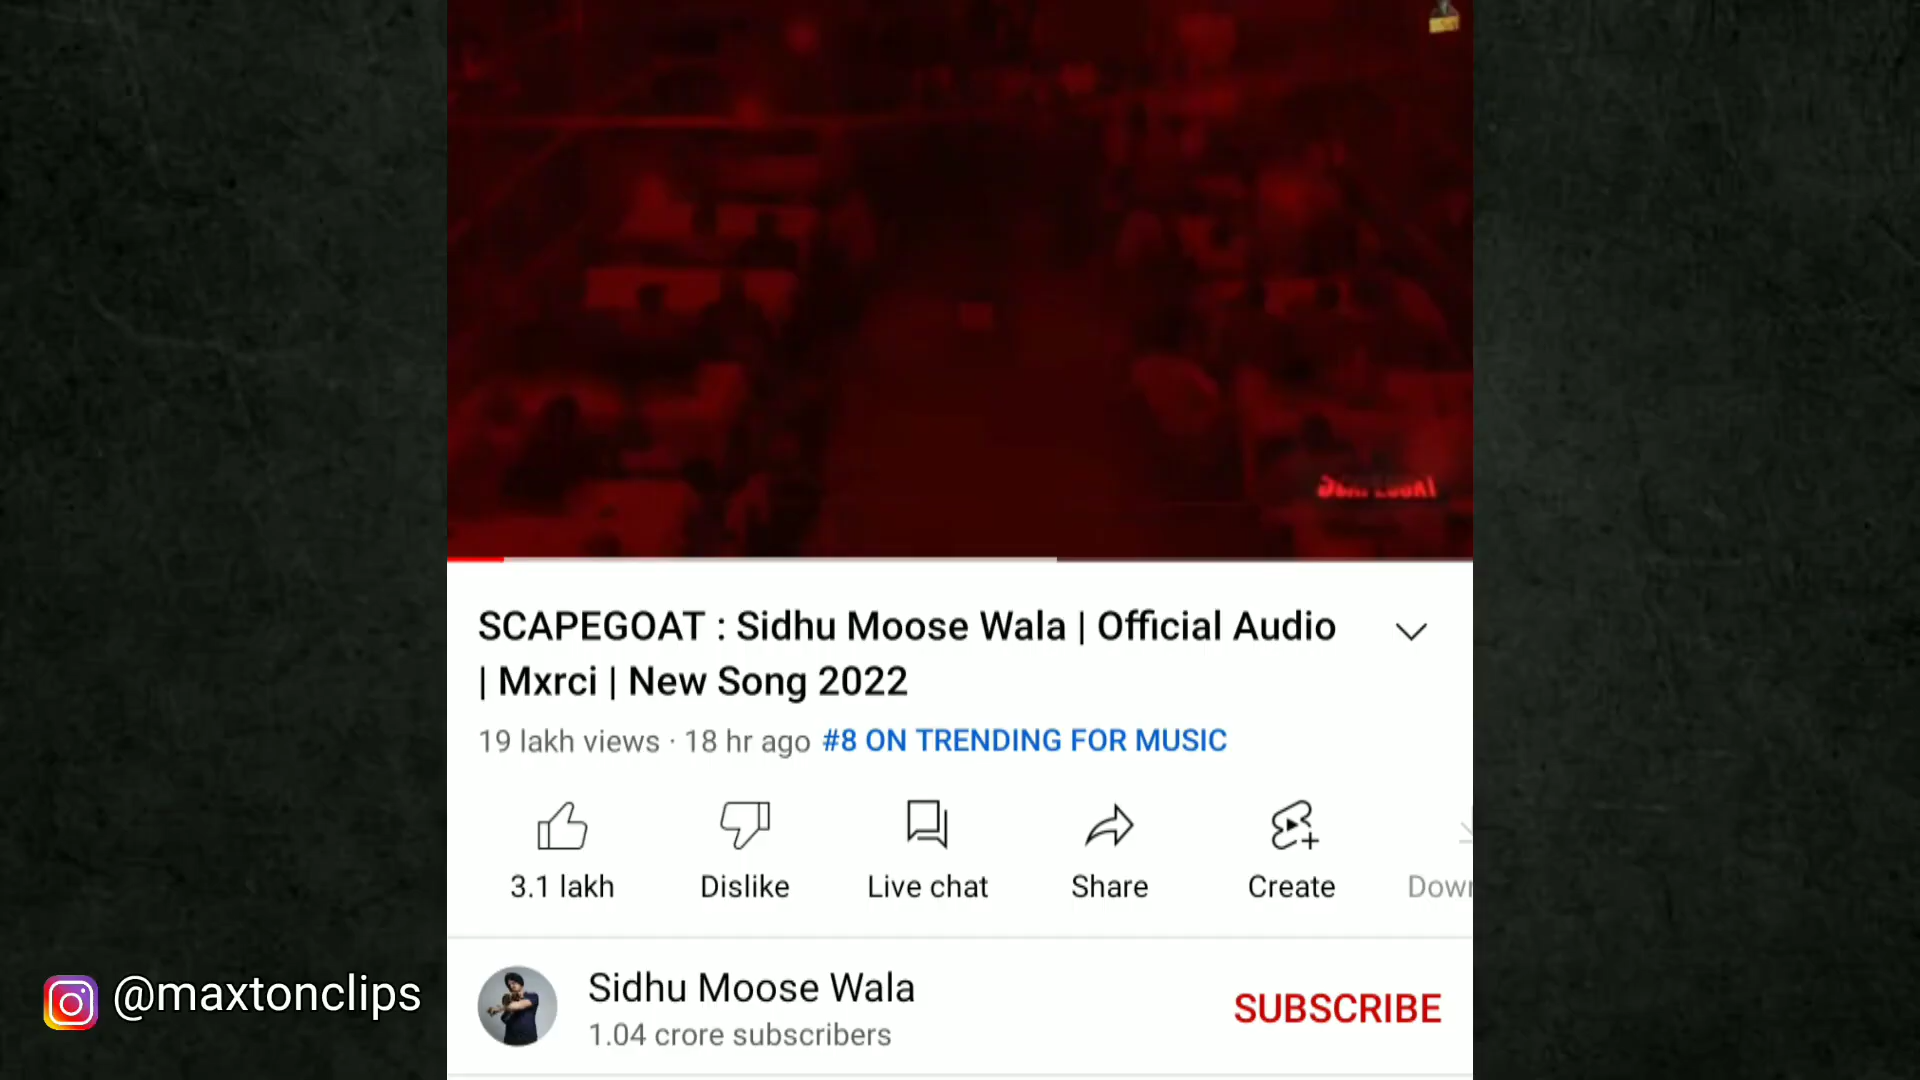 SCAPEGOAT
SCAPEGOAT : Sidhu Moose Wala | Official Audio
| Mxrci | New Song 2022
19 lakh views · 18 hr ago #8 ON TRENDING FOR MUSIC
3.1 lakh Dislike Live chat Share Create Down
Sidhu Moose Wala
1.04 crore subscribers
SUBSCRIBE
@maxtonclips